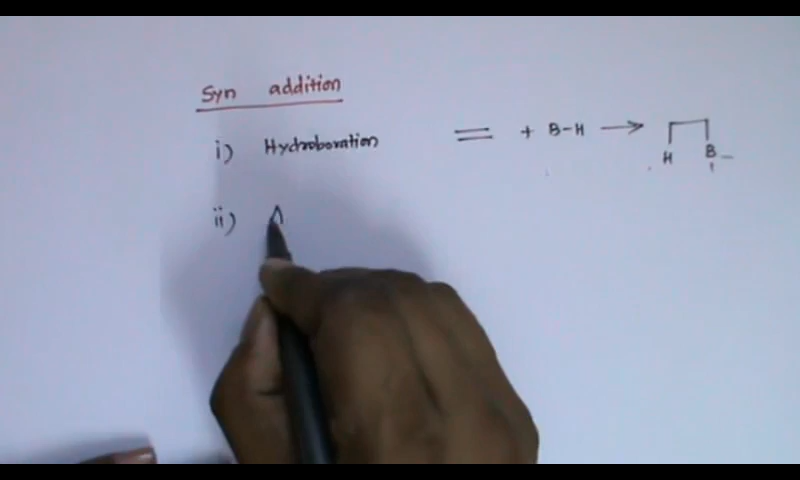 Syn addition
i) Hydroboration = + B-H → H B-
ii)